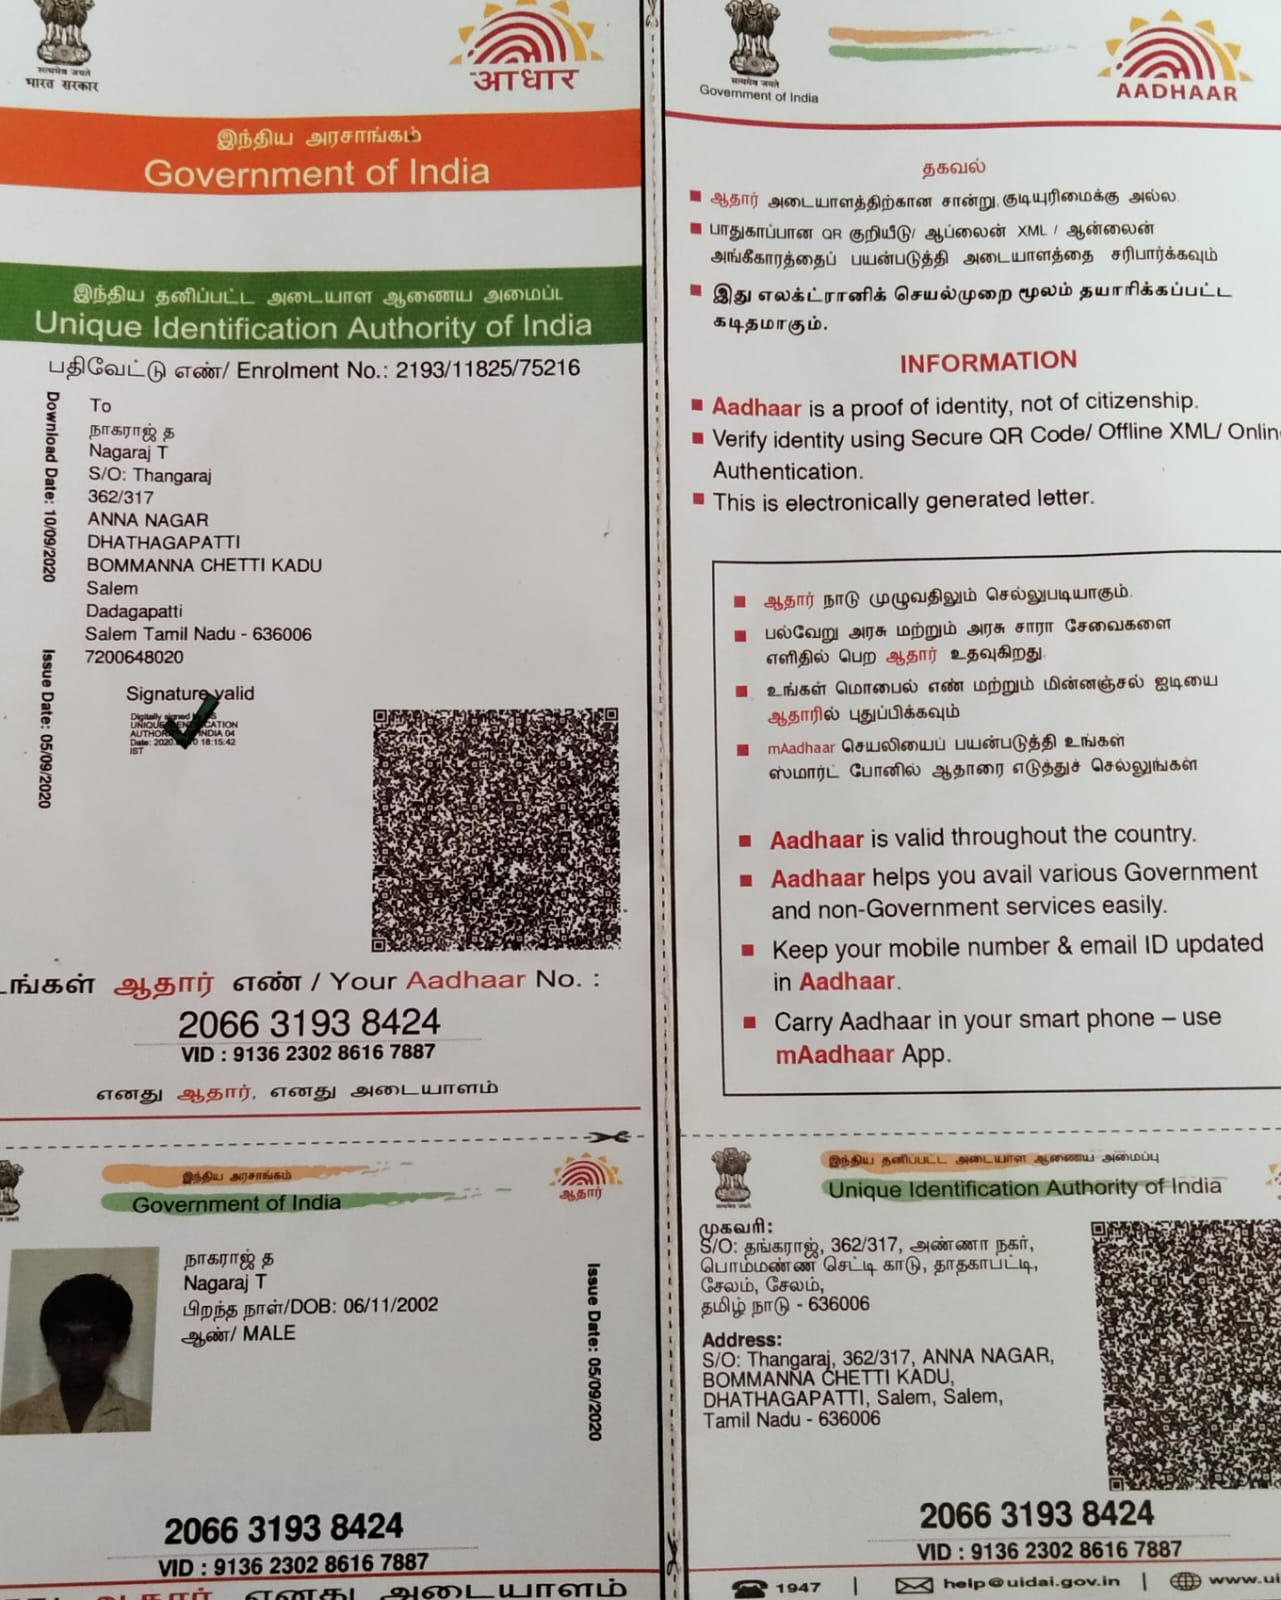 सत्यमेव जयते
भारत सरकार
आधार
இந்திய அரசாங்கம்
Government of India
இந்திய தனிப்பட்ட அடையாள ஆணைய அமைப்ட
Unique Identification Authority of India
பதிவேட்டு எண்/ Enrolment No.: 2193/11825/75216
To
நாகராஜ் த
Nagaraj T
S/O: Thangaraj
362/317
ANNA NAGAR
DHATHAGAPATTI
BOMMANNA CHETTI KADU
Salem
Dadagapatti
Salem Tamil Nadu - 636006
7200648020
Download Date: 10/09/2020
Issue Date: 05/09/2020
Signature valid
Digitally signed by
UNIQUE
AUTHOR INDIA 04
Date: 18:15:42
IST
ங்கள் ஆதார் எண் / Your Aadhaar No. :
2066 3193 8424
VID : 9136 2302 8616 7887
எனது ஆதார், எனது அடையாளம்
இந்திய அரசாங்கம்
Government of India
ஆதார்
நாகராஜ் த
Nagaraj T
பிறந்த நாள்/DOB: 06/11/2002
ஆண்/ MALE
Issue Date: 05/09/2020
2066 3193 8424
VID : 9136 2302 8616 7887
ஆதார் எனது அடையாளம்
सत्यमेव जयते
Government of India
AADHAAR
தகவல்
ஆதார் அடையாளத்திற்கான சான்று, குடியுரிமைக்கு அல்ல.
பாதுகாப்பான QR குறியீடு/ ஆப்லைன் XML / ஆன்லைன்
அங்கீகாரத்தைப் பயன்படுத்தி அடையாளத்தை சரிபார்க்கவும்
இது எலக்ட்ரானிக் செயல்முறை மூலம் தயாரிக்கப்பட்ட
கடிதமாகும்.
INFORMATION
Aadhaar is a proof of identity, not of citizenship.
Verify identity using Secure QR Code/ Offline XML/ Onlin
Authentication.
This is electronically generated letter.
ஆதார் நாடு முழுவதிலும் செல்லுபடியாகும்.
பல்வேறு அரசு மற்றும் அரசு சாரா சேவைகளை
எளிதில் பெற ஆதார் உதவுகிறது.
உங்கள் மொபைல் எண் மற்றும் மின்னஞ்சல் ஐடியை
ஆதாரில் புதுப்பிக்கவும்
mAadhaar செயலியைப் பயன்படுத்தி உங்கள்
ஸ்மார்ட் போனில் ஆதாரை எடுத்துச் செல்லுங்கள்
Aadhaar is valid throughout the country.
Aadhaar helps you avail various Government
and non-Government services easily.
Keep your mobile number & email ID updated
in Aadhaar.
Carry Aadhaar in your smart phone – use
mAadhaar App.
இந்திய தனிப்பட்ட அடையாள ஆணைய அமைப்பு
Unique Identification Authority of India
முகவரி:
S/O: தங்கராஜ், 362/317, அண்ணா நகர்,
பொம்மண்ண செட்டி காடு, தாதகாபட்டி,
சேலம், சேலம்,
தமிழ் நாடு - 636006
Address:
S/O: Thangaraj, 362/317, ANNA NAGAR,
BOMMANNA CHETTI KADU,
DHATHAGAPATTI, Salem, Salem,
Tamil Nadu - 636006
2066 3193 8424
VID : 9136 2302 8616 7887
1947 | help@uidai.gov.in | www.ui